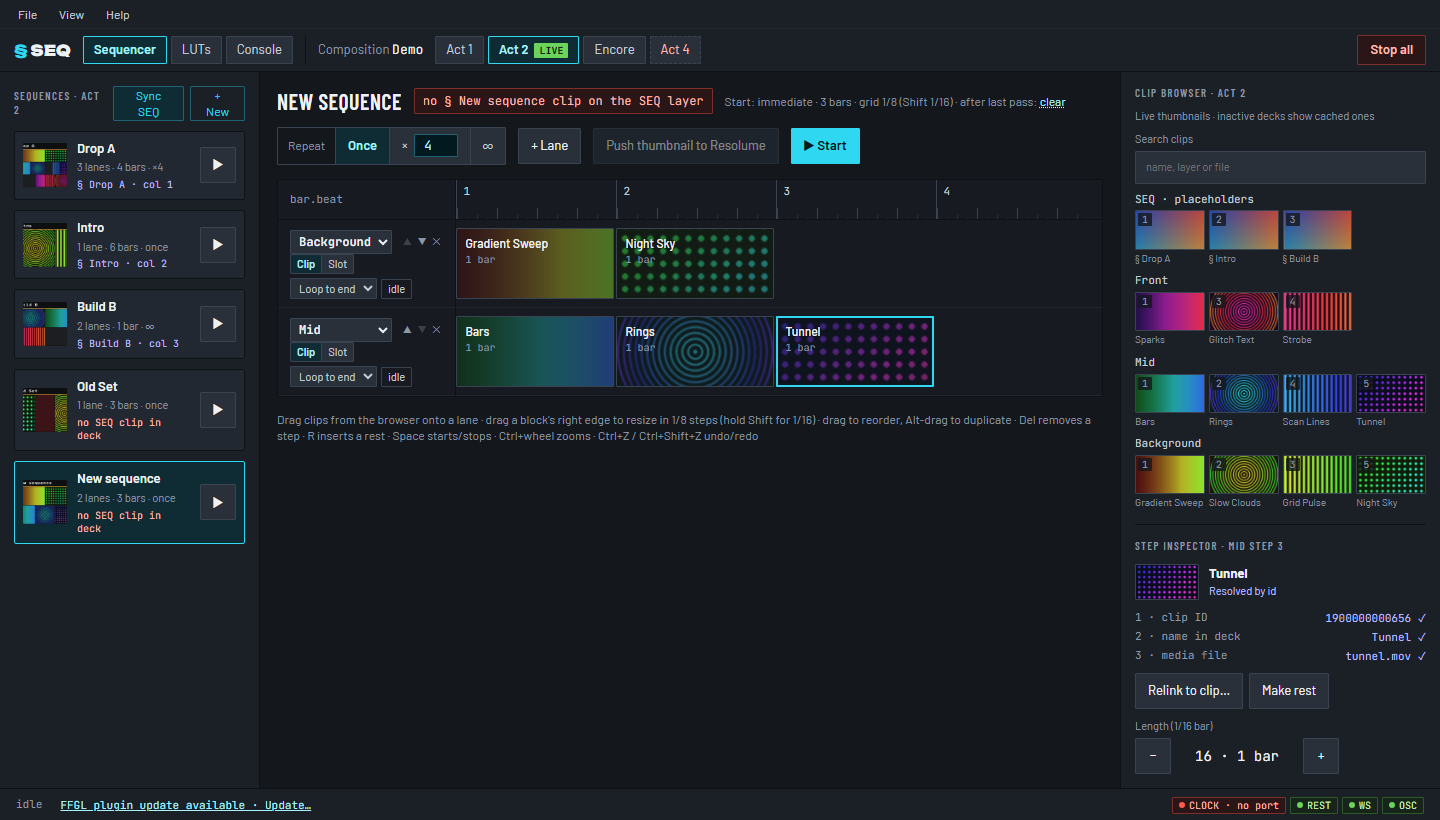 File View Help
§ SEQ Sequencer LUTs Console Composition Demo Act 1 Act 2 LIVE Encore Act 4 Stop all
SEQUENCES · ACT 2
Sync SEQ
+ New
Drop A
3 lanes · 4 bars · ×4
§ Drop A · col 1
Intro
1 lane · 6 bars · once
§ Intro · col 2
Build B
2 lanes · 1 bar · ∞
§ Build B · col 3
Old Set
1 lane · 3 bars · once
no SEQ clip in
deck
New sequence
2 lanes · 3 bars · once
no SEQ clip in
deck
NEW SEQUENCE no § New sequence clip on the SEQ layer Start: immediate · 3 bars · grid 1/8 (Shift 1/16) · after last pass: clear
Repeat Once × 4 ∞ + Lane Push thumbnail to Resolume ▶ Start
bar.beat 1 2 3 4
Background ▲ ▼ ×
Clip Slot
Loop to end idle
Gradient Sweep
1 bar
Night Sky
1 bar
Mid ▲ ▼ ×
Clip Slot
Loop to end idle
Bars
1 bar
Rings
1 bar
Tunnel
1 bar
Drag clips from the browser onto a lane · drag a block's right edge to resize in 1/8 steps (hold Shift for 1/16) · drag to reorder, Alt-drag to duplicate · Del removes a
step · R inserts a rest · Space starts/stops · Ctrl+wheel zooms · Ctrl+Z / Ctrl+Shift+Z undo/redo
CLIP BROWSER · ACT 2
Live thumbnails · inactive decks show cached ones
Search clips
name, layer or file
SEQ · placeholders
1 2 3
§ Drop A § Intro § Build B
Front
1 3 4
Sparks Glitch Text Strobe
Mid
1 2 4 5
Bars Rings Scan Lines Tunnel
Background
1 2 3 5
Gradient Sweep Slow Clouds Grid Pulse Night Sky
STEP INSPECTOR · MID STEP 3
Tunnel
Resolved by id
1 · clip ID 1900000000656 ✓
2 · name in deck Tunnel ✓
3 · media file tunnel.mov ✓
Relink to clip… Make rest
Length (1/16 bar)
− 16 · 1 bar +
idle FFGL plugin update available · Update… CLOCK · no port REST WS OSC